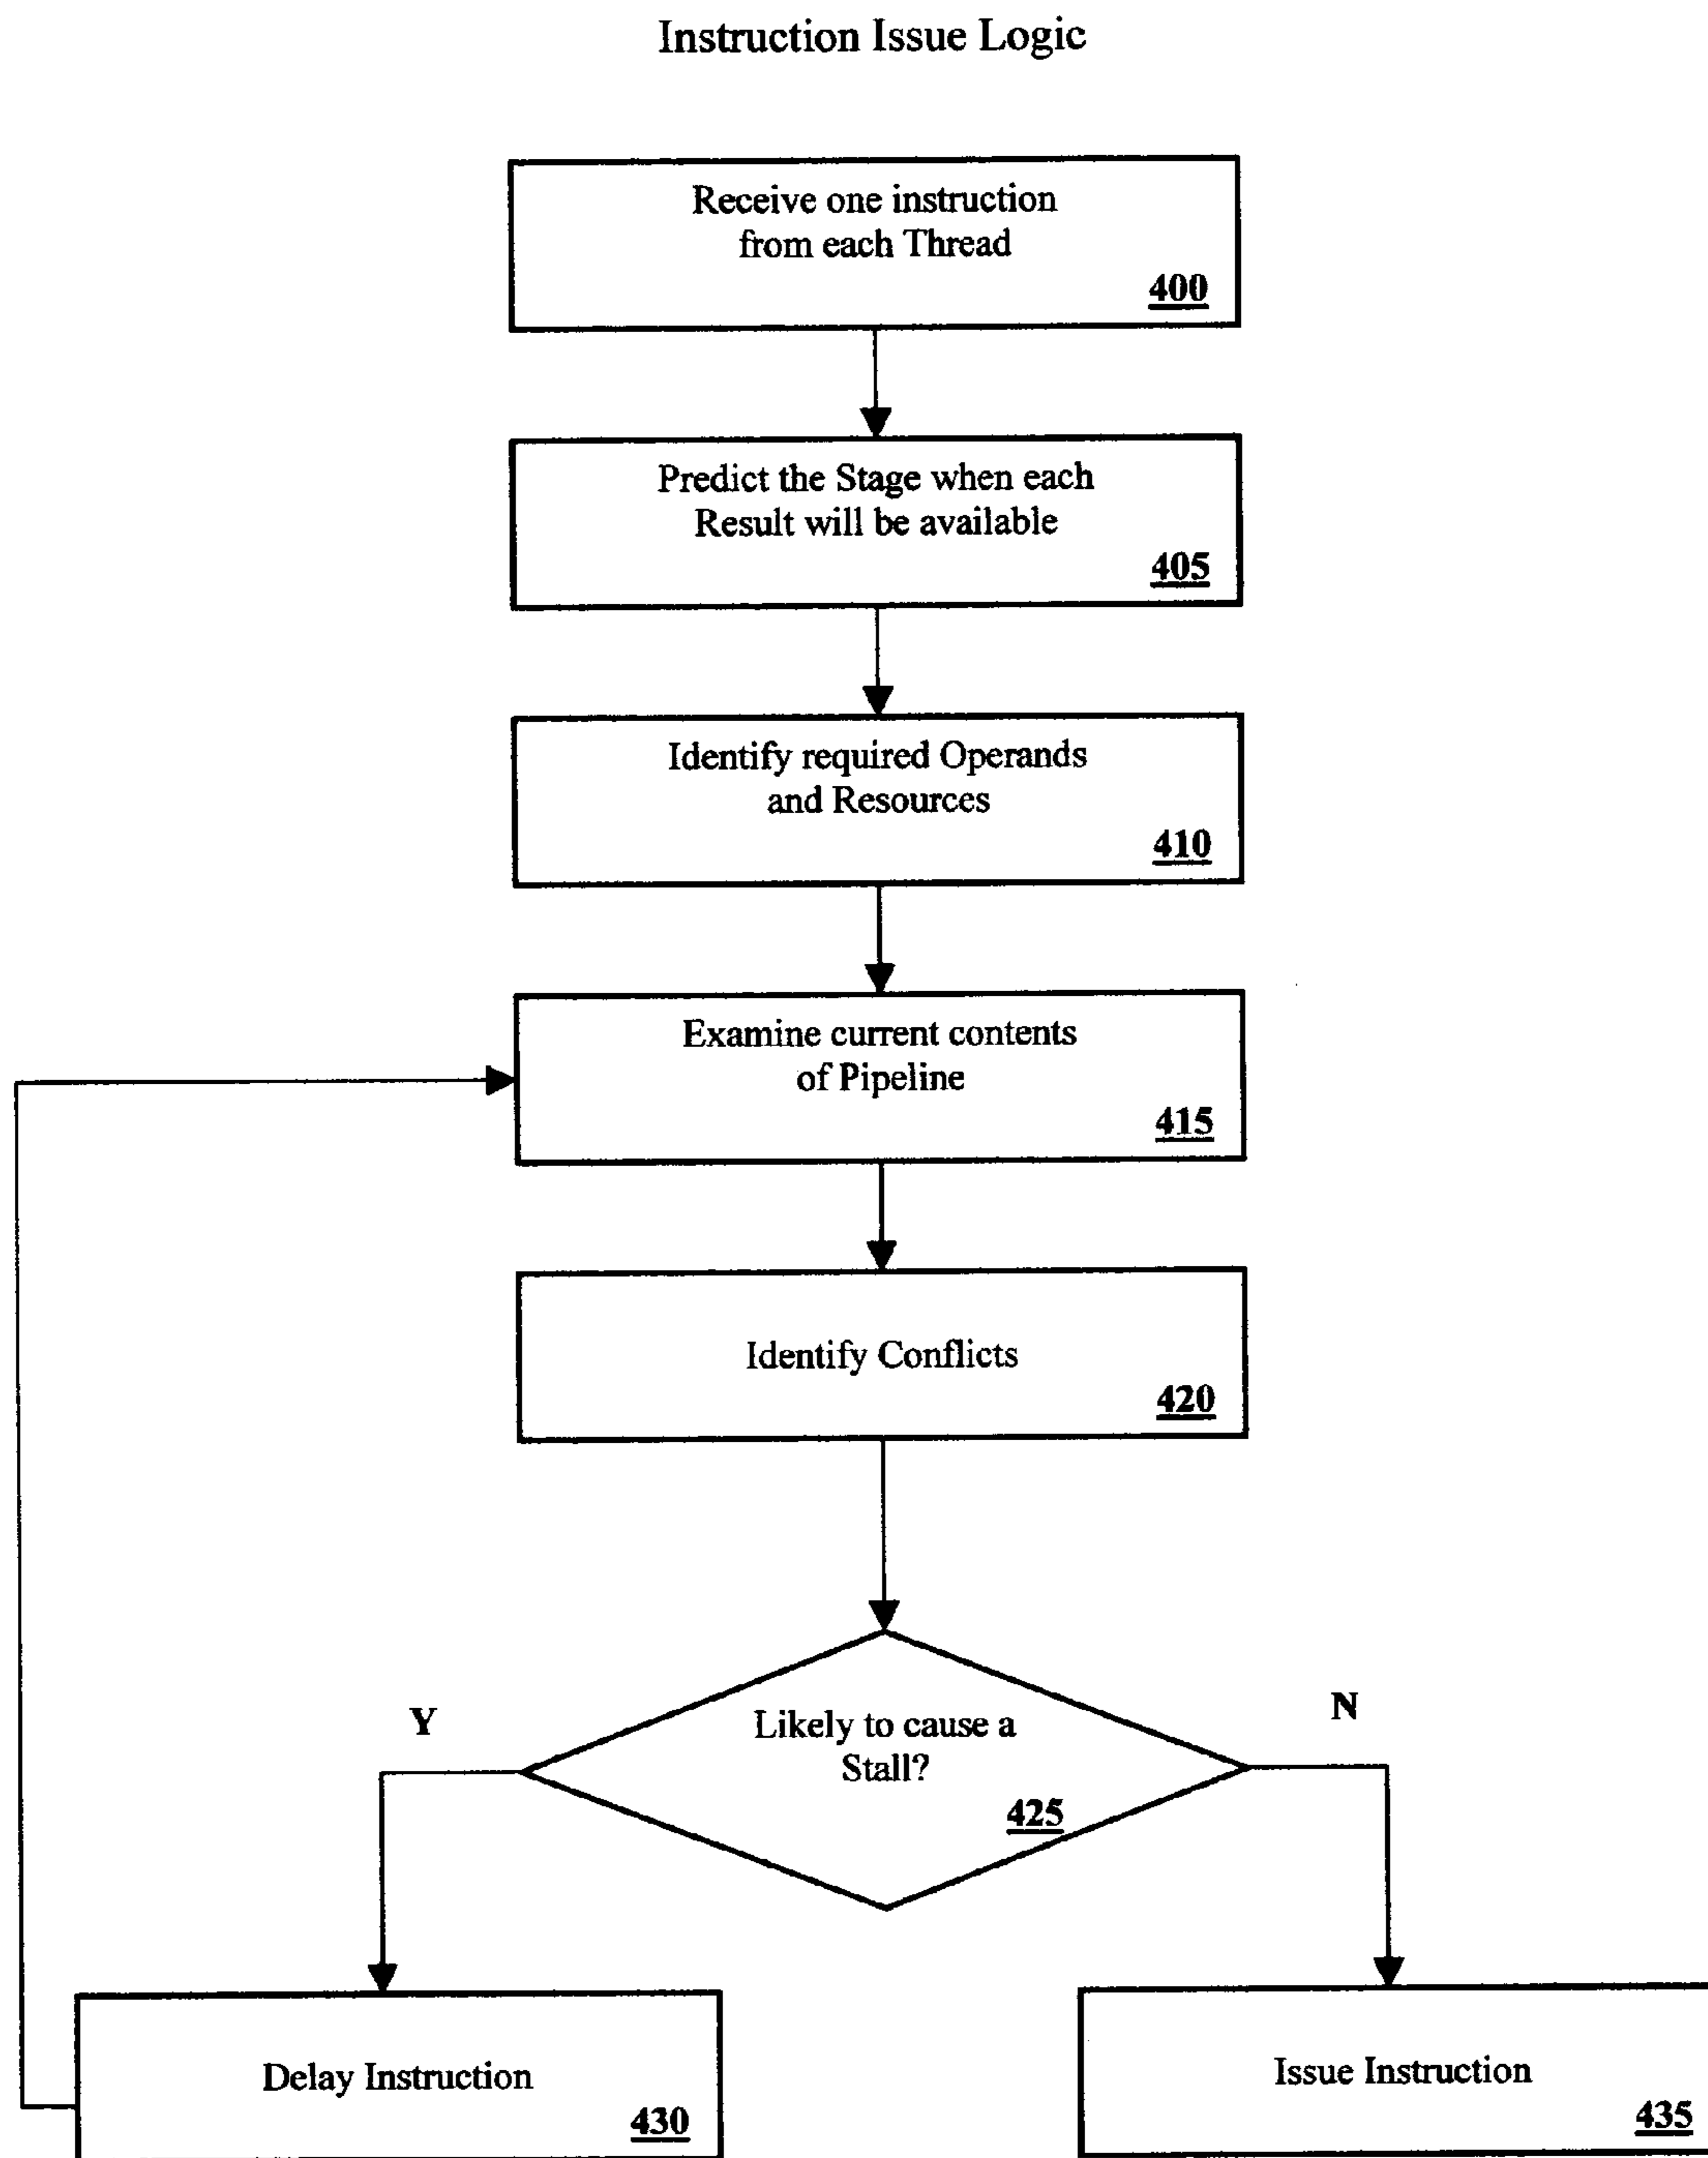 Instruction Issue Logic
Receive one instruction
from each Thread
400
Predict the Stage when each
Result will be available
405
Identify required Operands
and Resources
410
Examine current contents
of Pipeline
415
Identify Conflicts
420
Y
N
Likely to cause a
Stall?
425
Delay Instruction
430
Issue Instruction
435